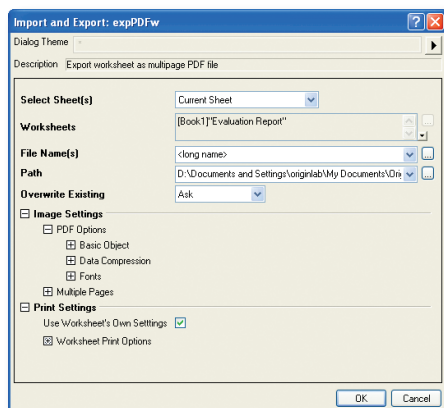 Import and Export: expPDFw
Dialog Theme *
Description Export worksheet as multipage PDF file
Select Sheet(s) Current Sheet
Worksheets [Book1]"Evaluation Report"
File Name(s) <long name>
Path D:\Documents and Settings\originlab\My Documents\Ori
Overwrite Existing Ask
Image Settings
PDF Options
Basic Object
Data Compression
Fonts
Multiple Pages
Print Settings
Use Worksheet's Own Setttings
Worksheet Print Options
OK Cancel